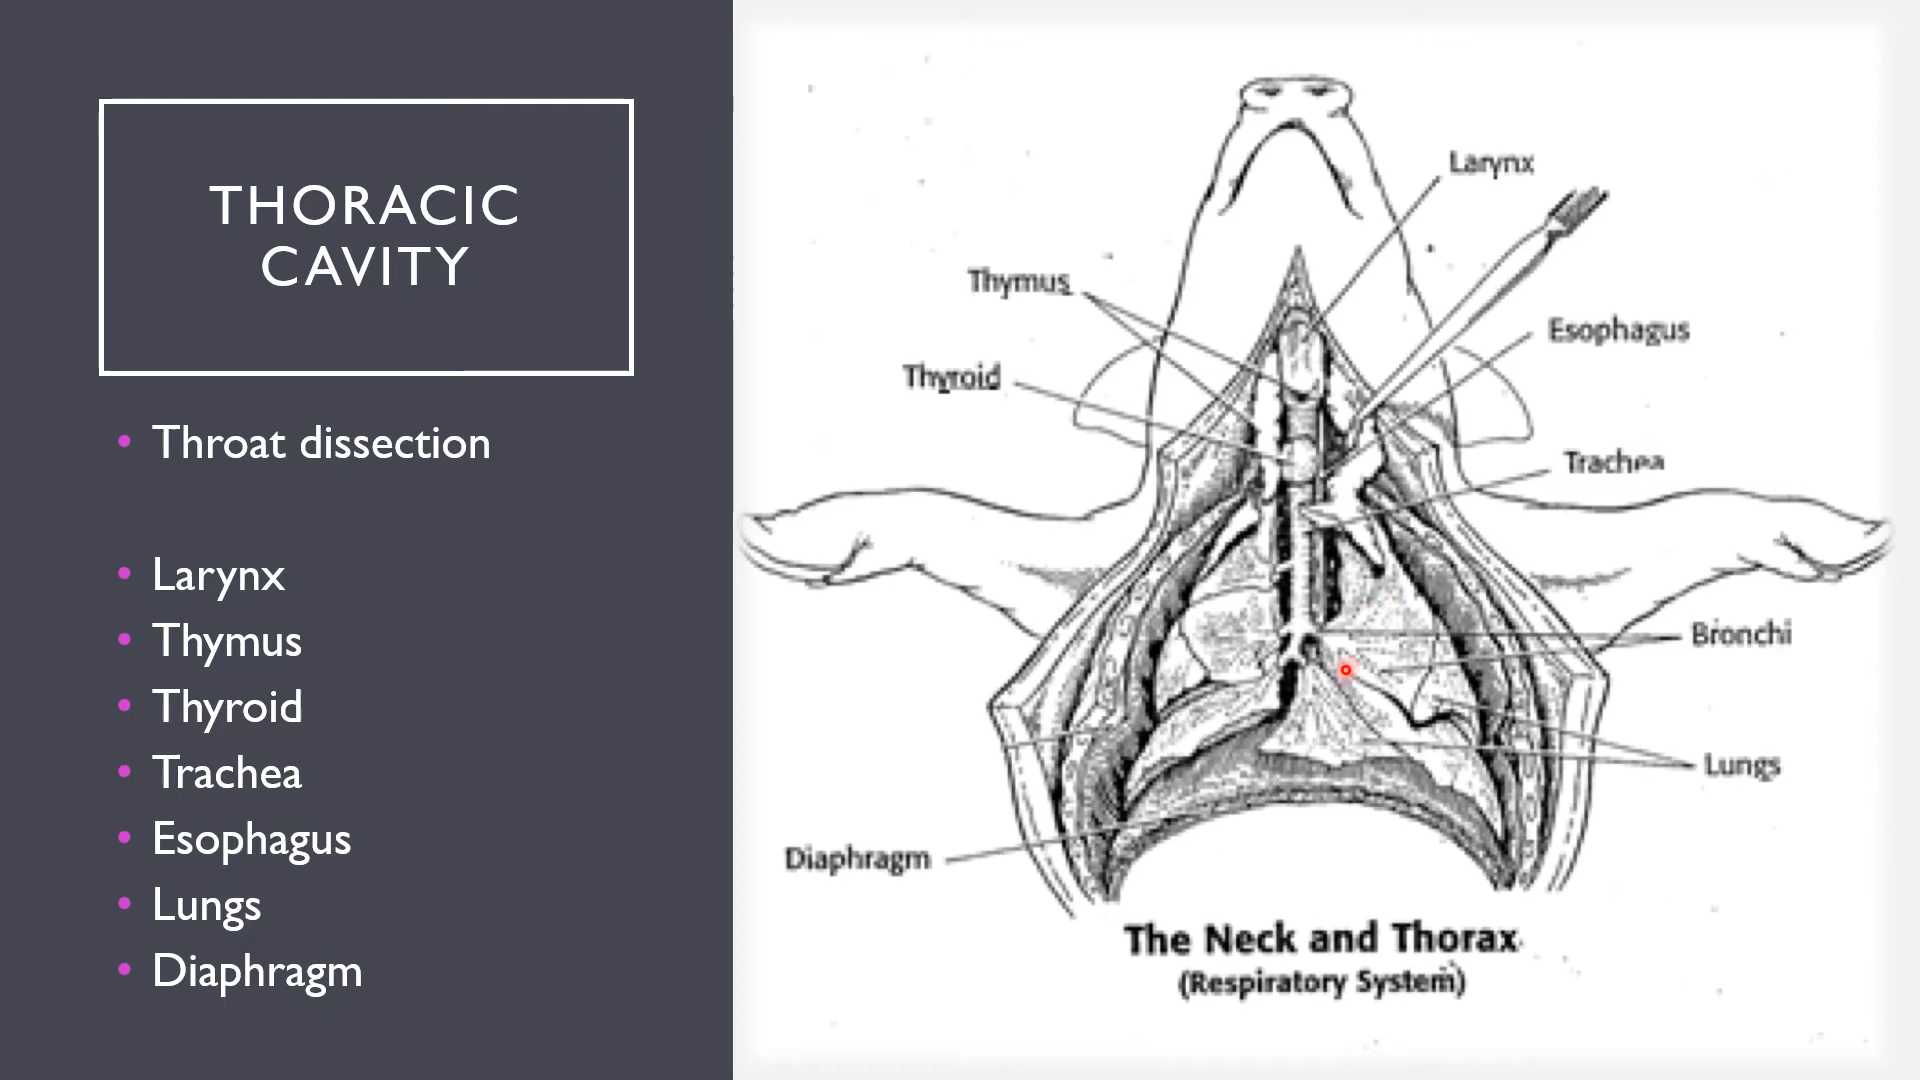 THORACIC
CAVITY
• Throat dissection
• Larynx
• Thymus
• Thyroid
• Trachea
• Esophagus
• Lungs
• Diaphragm
Larynx
Thymus
Esophagus
Thyroid
Trachea
Bronchi
Lungs
Diaphragm
The Neck and Thorax
(Respiratory System)